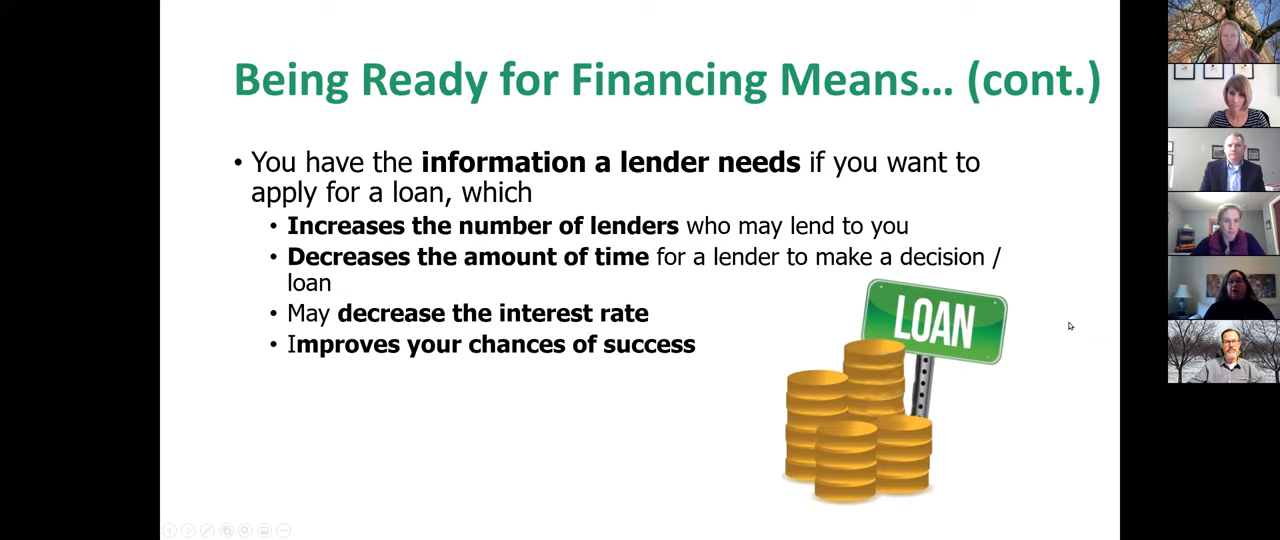 Being Ready for Financing Means... (cont.)
• You have the information a lender needs if you want to
apply for a loan, which
• Increases the number of lenders who may lend to you
• Decreases the amount of time for a lender to make a decision /
loan
• May decrease the interest rate
• Improves your chances of success
LOAN